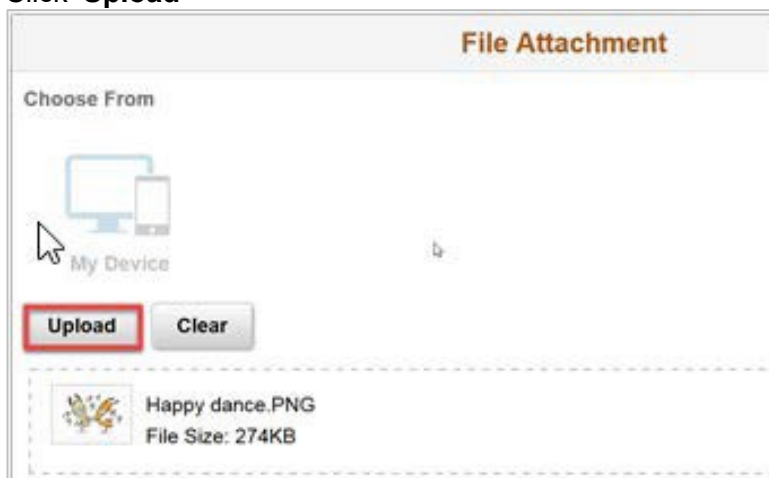 Click "Upload"
File Attachment
Choose From
My Device
Upload Clear
Happy dance.PNG
File Size: 274KB